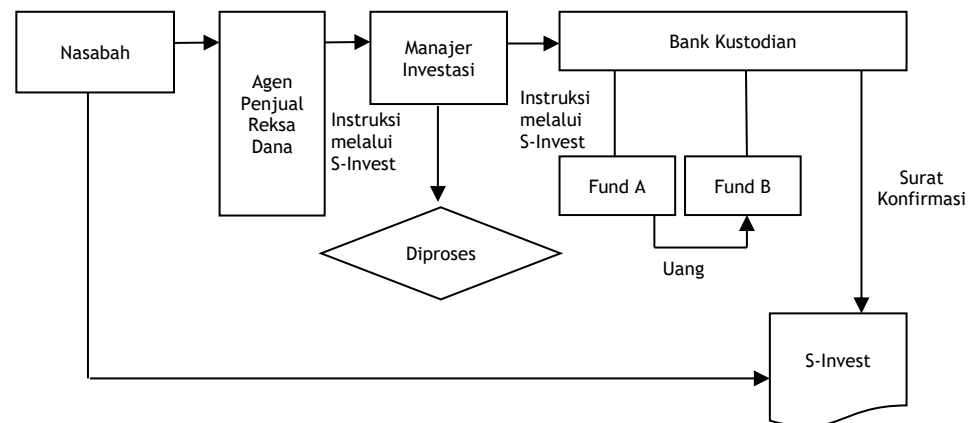 Nasabah
Agen
Penjual
Reksa
Dana
Instruksi
melalui
S-Invest
Manajer
Investasi
Diproses
Instruksi
melalui
S-Invest
Bank Kustodian
Fund A
Fund B
Uang
Surat
Konfirmasi
S-Invest